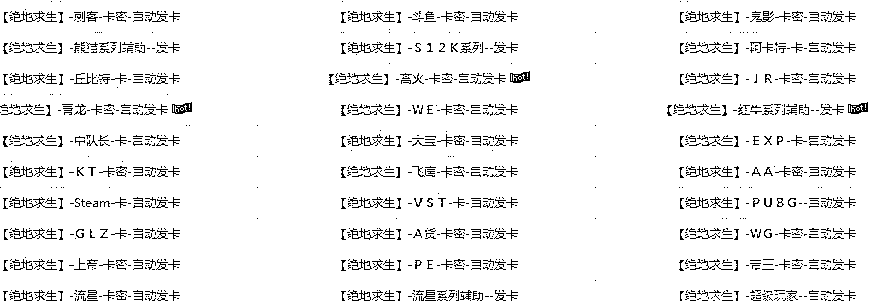 【绝地求生】-刺客-卡密-自动发卡 【绝地求生】-斗鱼-卡密-自动发卡 【绝地求生】-鬼影-卡密-自动发卡
【绝地求生】-熊猫系列辅助--发卡 【绝地求生】-S12K系列--发卡 【绝地求生】-阿卡特-卡-自动发卡
【绝地求生】-丘比特-卡-自动发卡 【绝地求生】-高火-卡密-自动发卡 【绝地求生】-JR-卡密-自动发卡
【绝地求生】-青龙-卡密-自动发卡 【绝地求生】-WE-卡密-自动发卡 【绝地求生】-红牛系列辅助--发卡
【绝地求生】-中队长-卡-自动发卡 【绝地求生】-大宝-卡密-自动发卡 【绝地求生】-EXP-卡-自动发卡
【绝地求生】-KT-卡密-自动发卡 【绝地求生】-飞鹰-卡密-自动发卡 【绝地求生】-AA-卡密-自动发卡
【绝地求生】-Steam-卡-自动发卡 【绝地求生】-VST-卡-自动发卡 【绝地求生】-PUBG--自动发卡
【绝地求生】-GLZ-卡-自动发卡 【绝地求生】-A货-卡密-自动发卡 【绝地求生】-WG-卡密-自动发卡
【绝地求生】-上帝-卡密-自动发卡 【绝地求生】-PE-卡密-自动发卡 【绝地求生】-帝王-卡密-自动发卡
【绝地求生】-流星-卡密-自动发卡 【绝地求生】-流星系列辅助--发卡 【绝地求生】-超级玩家--自动发卡